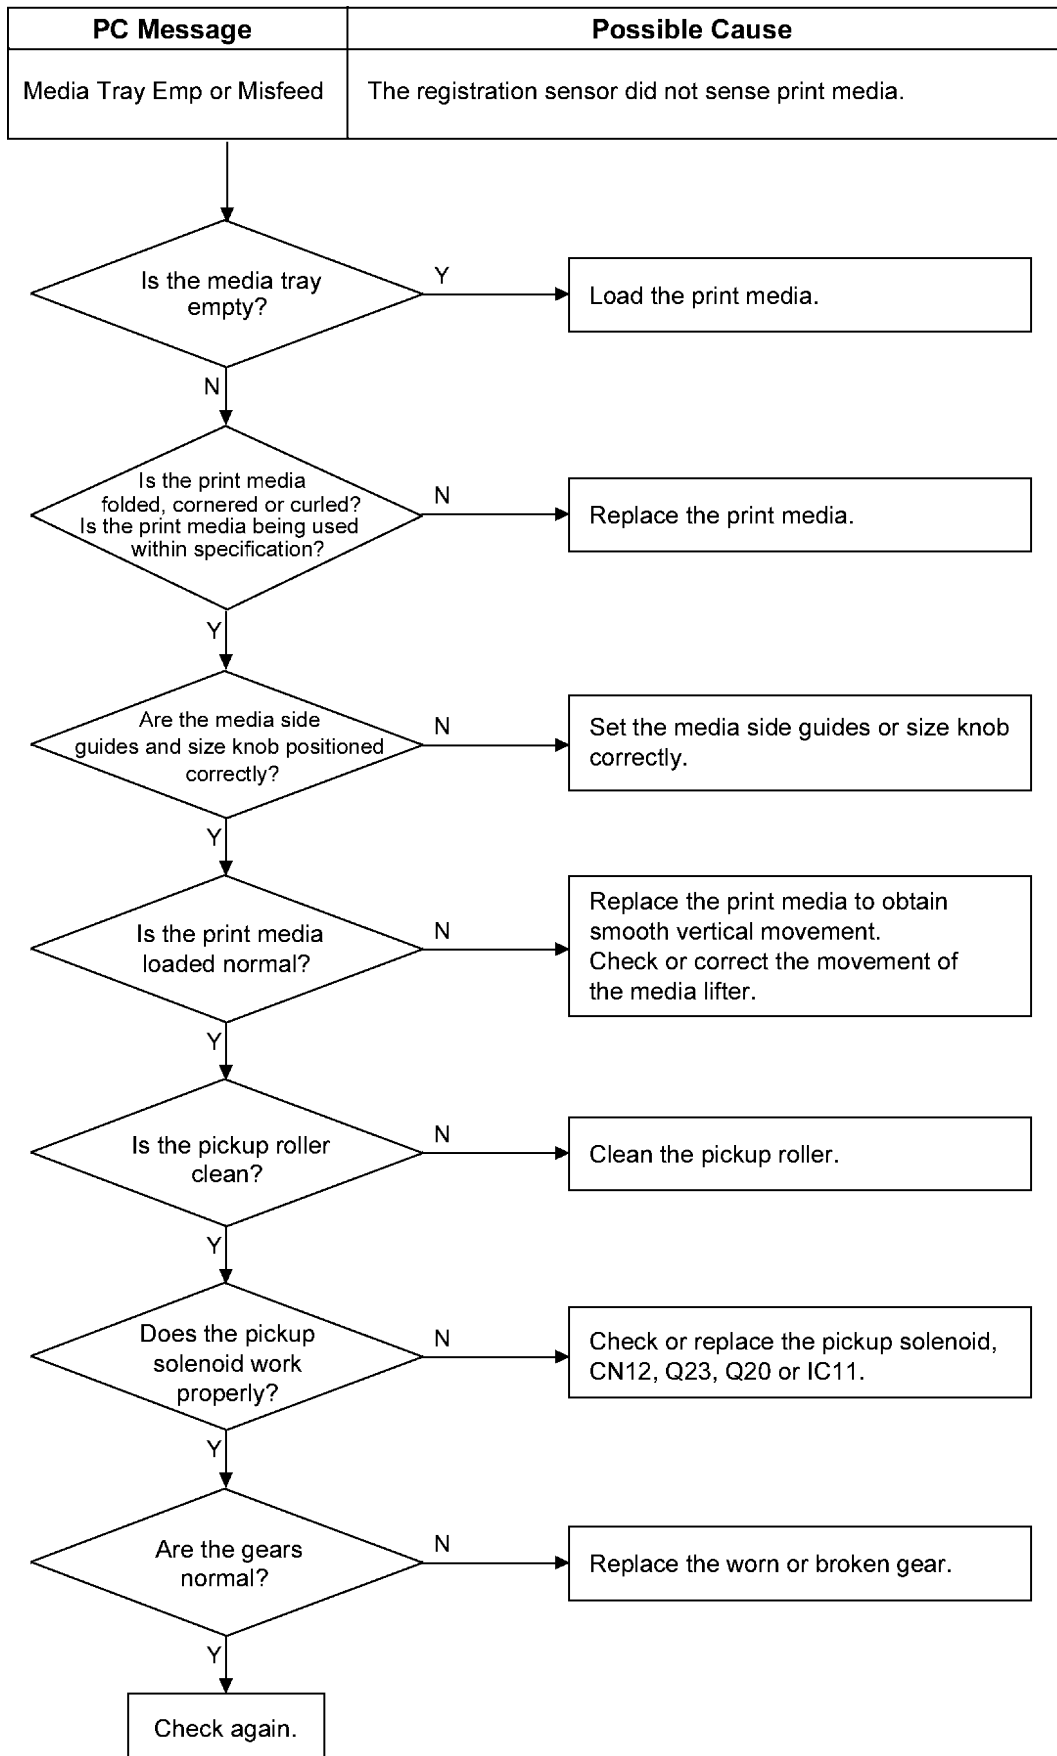 PC Message
Possible Cause
Media Tray Emp or Misfeed
The registration sensor did not sense print media.
Is the media tray
empty?
Y
Load the print media.
N
Is the print media
folded, cornered or curled?
Is the print media being used
within specification?
N
Replace the print media.
Y
Are the media side
guides and size knob positioned
correctly?
N
Set the media side guides or size knob
correctly.
Y
Is the print media
loaded normal?
N
Replace the print media to obtain
smooth vertical movement.
Check or correct the movement of
the media lifter.
Y
Is the pickup roller
clean?
N
Clean the pickup roller.
Y
Does the pickup
solenoid work
properly?
N
Check or replace the pickup solenoid,
CN12, Q23, Q20 or IC11.
Y
Are the gears
normal?
N
Replace the worn or broken gear.
Y
Check again.